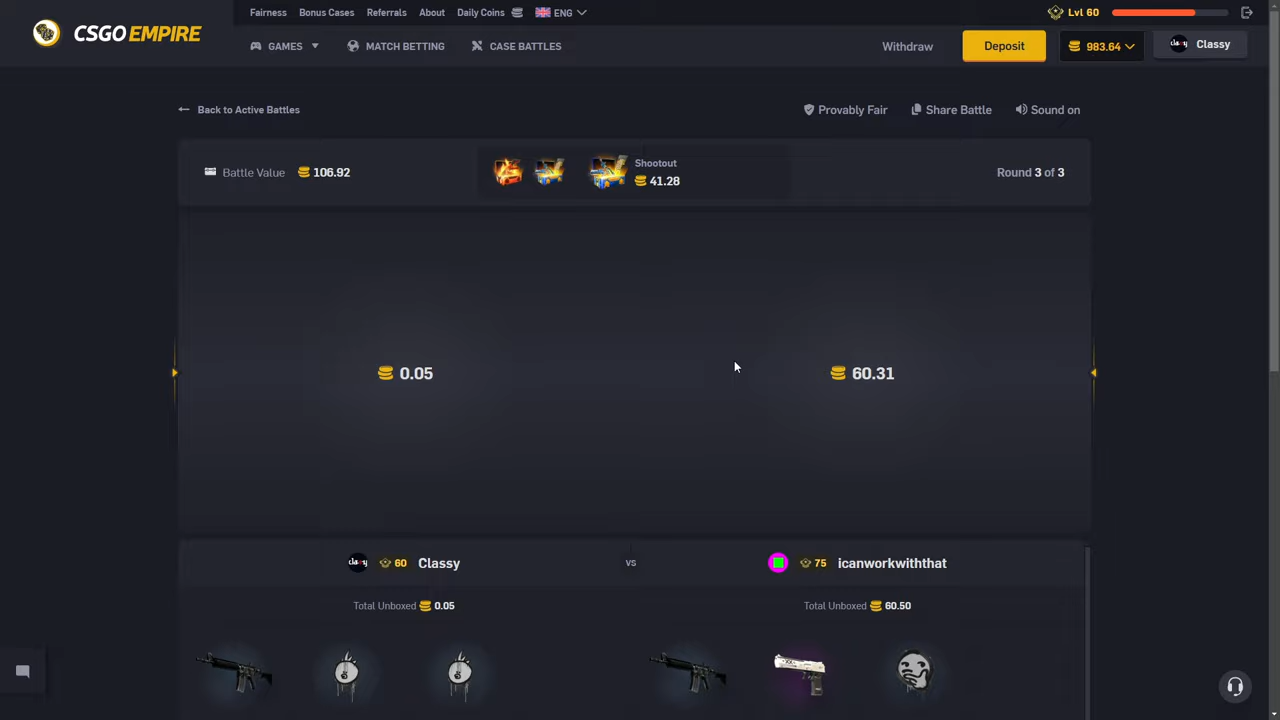 Fairness Bonus Cases Referrals About Daily Coins ENG Lvl 60
CSGOEMPIRE GAMES MATCH BETTING CASE BATTLES Withdraw Deposit 983.64 Classy
Back to Active Battles Provably Fair Share Battle Sound on
Battle Value 106.92 Shootout 41.28 Round 3 of 3
0.05 60.31
60 Classy VS 75 icanworkwiththat
Total Unboxed 0.05 Total Unboxed 60.50